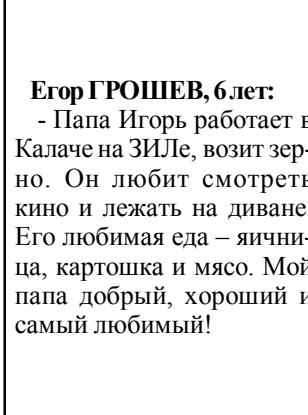 Егор ГРОШЕВ, 6 лет:
- Папа Игорь работает в
Калаче на ЗИЛе, возит зер-
но. Он любит смотреть
кино и лежать на диване
Его любимая еда – яични-
ца, картошка и мясо. Мой
папа добрый, хороший и
самый любимый!